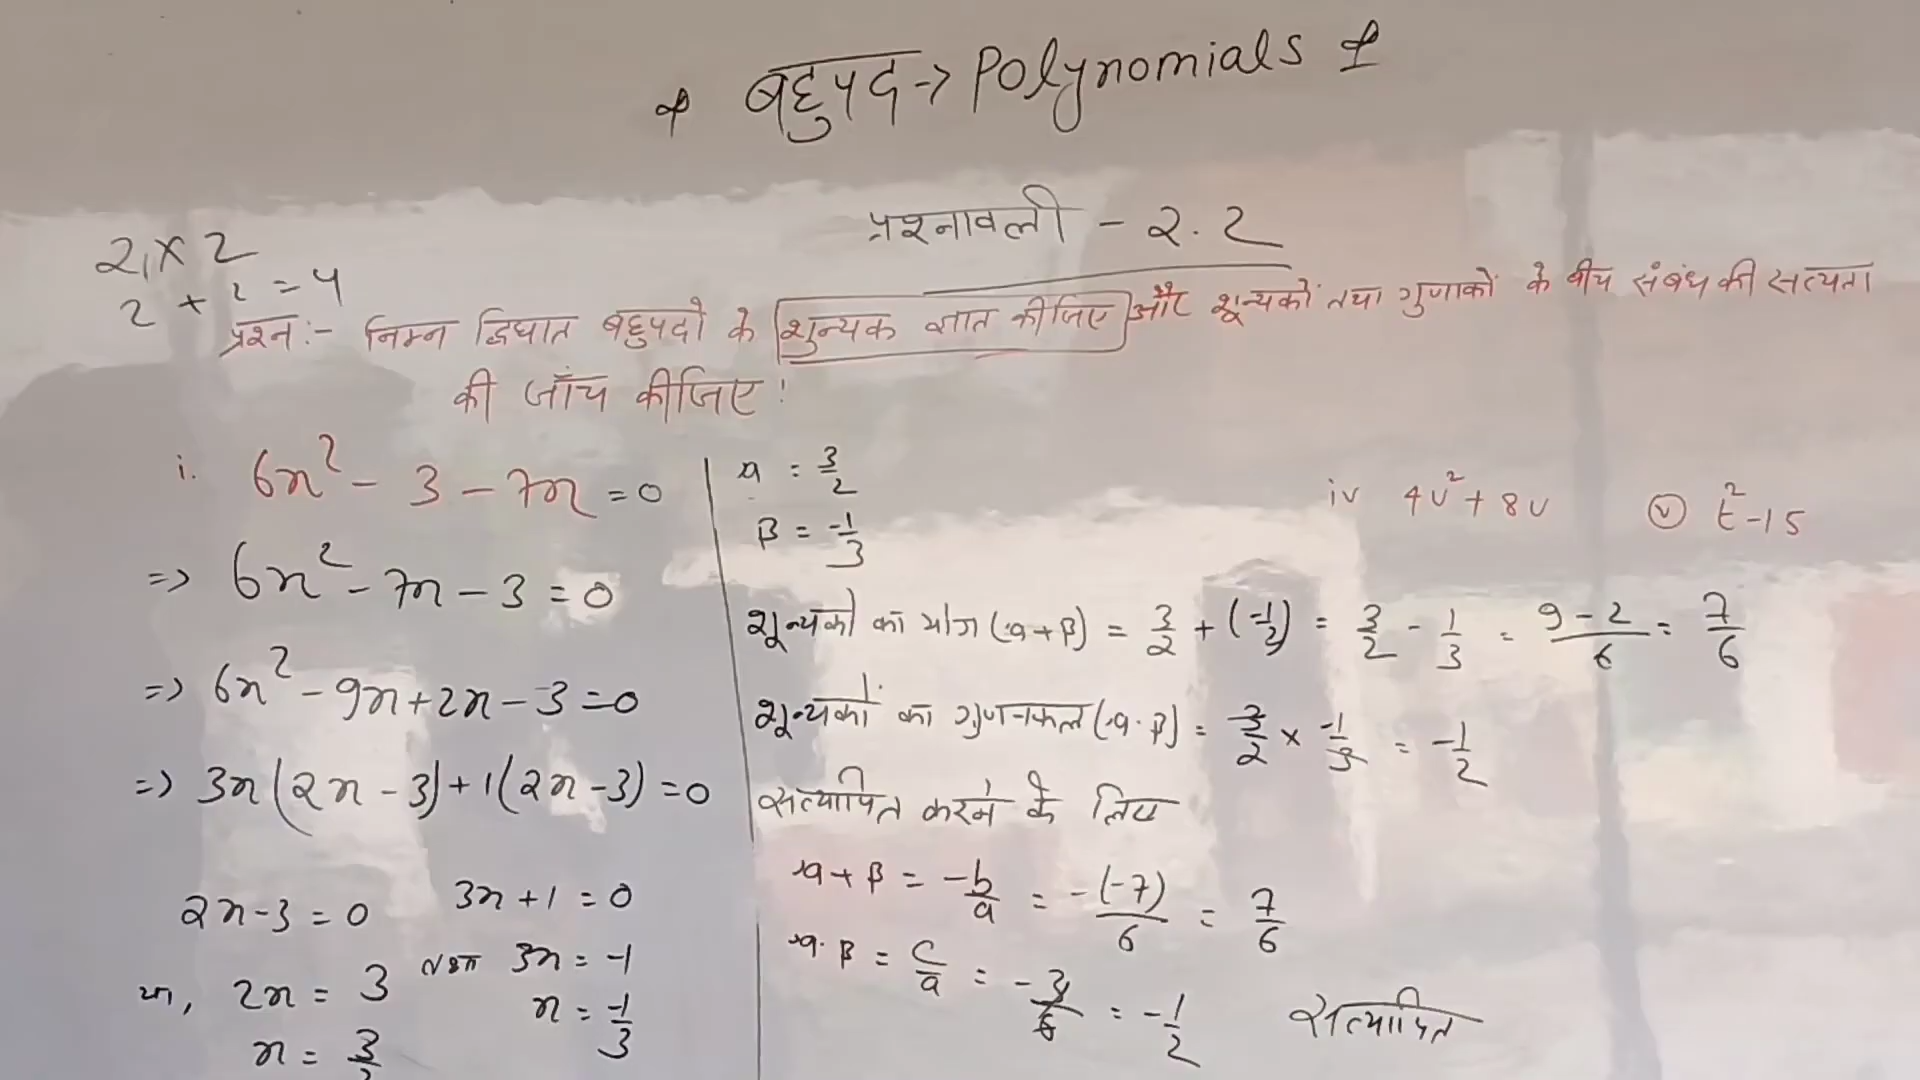 बहुपद -> Polynomials
प्रश्नावली - 2.2
2 × 2
2 + 2 = 4
प्रश्न:- निम्न द्विघात बहुपदों के शुन्यक ज्ञात कीजिए और शून्यकों तथा गुणाकों के बीच संबंध की सत्यता
की जाँच कीजिए!
i. 6x² - 3 - 7x = 0
=> 6x² - 7x - 3 = 0
=> 6x² - 9x + 2x - 3 = 0
=> 3x(2x - 3) + 1(2x - 3) = 0
2x - 3 = 0 3x + 1 = 0
या, 2x = 3 तथा 3x = -1
x = 3/2 x = -1/3
α = 3/2
β = -1/3
iv 4u² + 8u (v) t² - 15
शून्यकों का योग (α + β) = 3/2 + (-1/3) = 3/2 - 1/3 = 9 - 2/6 = 7/6
शून्यकों का गुणनफल (α · β) = 3/2 × -1/3 = -1/2
सत्यापित करने के लिए
α + β = -b/a = -(-7)/6 = 7/6
α · β = c/a = -3/6 = -1/2 सत्यापित